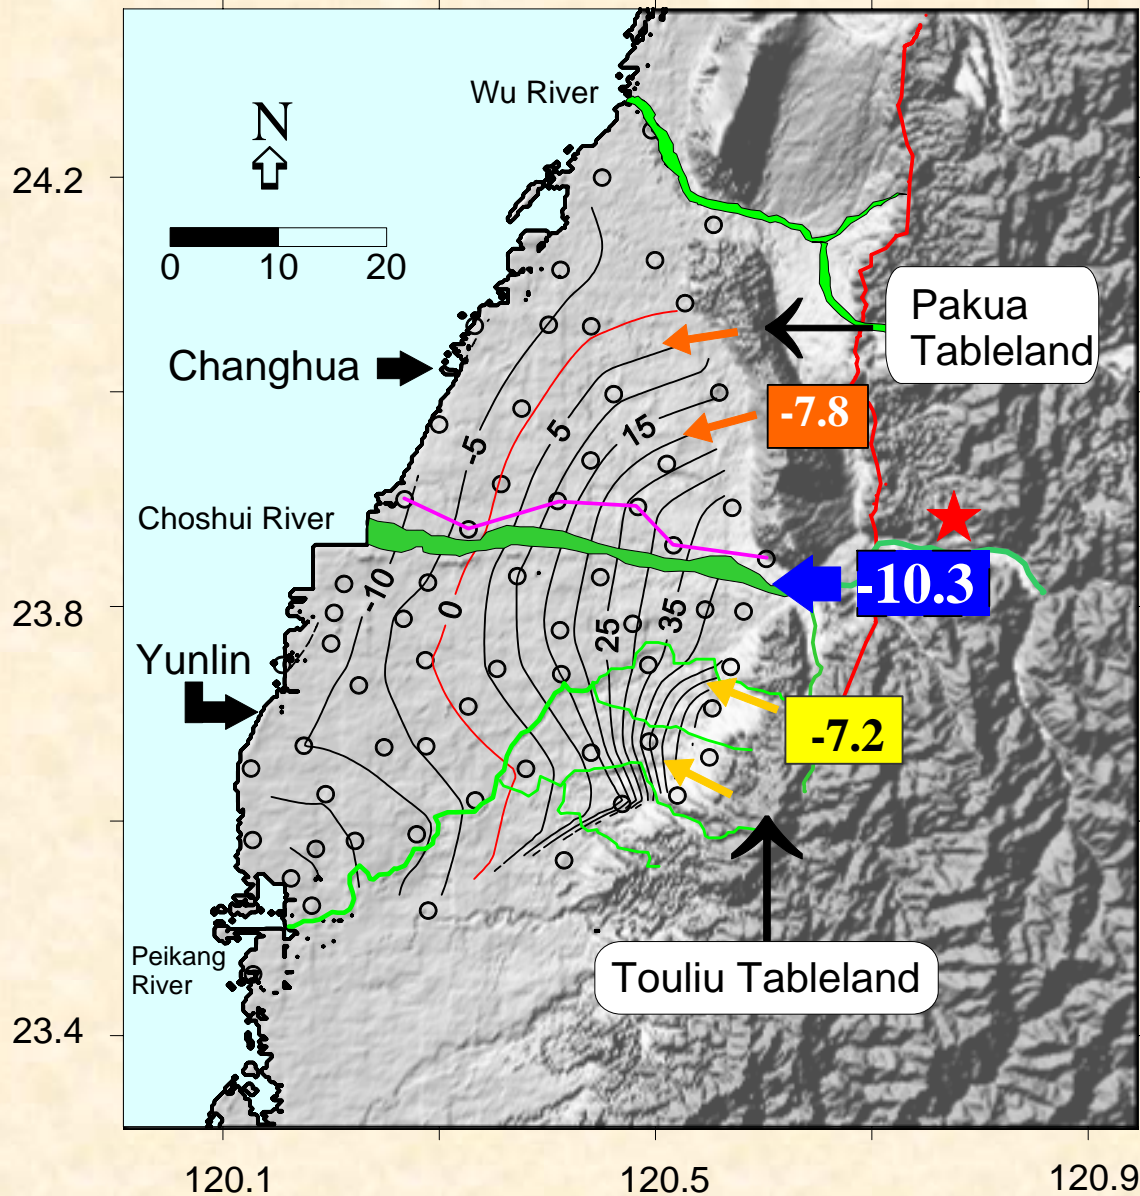 Wu River
N
24.2
0 10 20
Pakua
Tableland
Changhua
-7.8
-5
5
15
Choshui River
-10.3
-10
0
25
35
23.8
Yunlin
-7.2
Peikang
River
Touliu Tableland
23.4
120.1
120.5
120.9